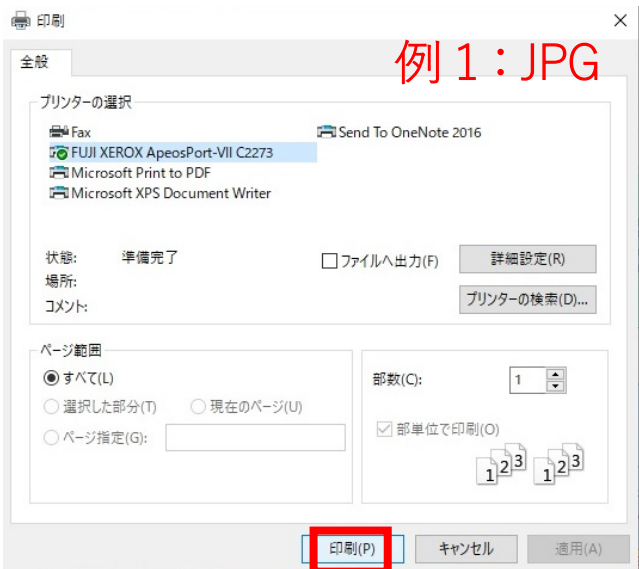 印刷
全般
例1：JPG
プリンターの選択
Fax
Send To OneNote 2016
FUJI XEROX ApeosPort-VII C2273
Microsoft Print to PDF
Microsoft XPS Document Writer
状態: 準備完了
ファイルへ出力(F)
詳細設定(R)
場所:
コメント:
プリンターの検索(D)...
ページ範囲
すべて(L)
部数(C): 1
選択した部分(T) 現在のページ(U)
ページ指定(G):
部単位で印刷(O)
1 2 3 1 2 3
印刷(P) キャンセル 適用(A)